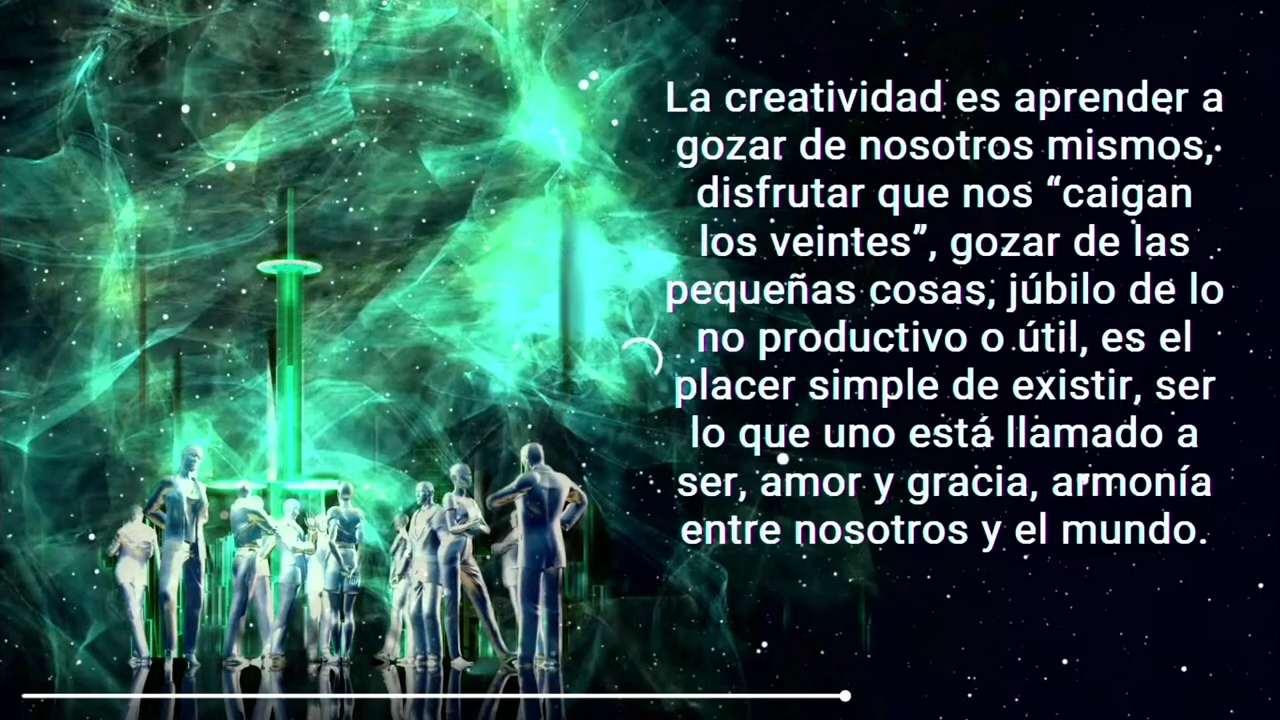 La creatividad es aprender a
gozar de nosotros mismos,
disfrutar que nos “caigan
los veintes”, gozar de las
pequeñas cosas, júbilo de lo
no productivo o útil, es el
placer simple de existir, ser
lo que uno está llamado a
ser, amor y gracia, armonía
entre nosotros y el mundo.